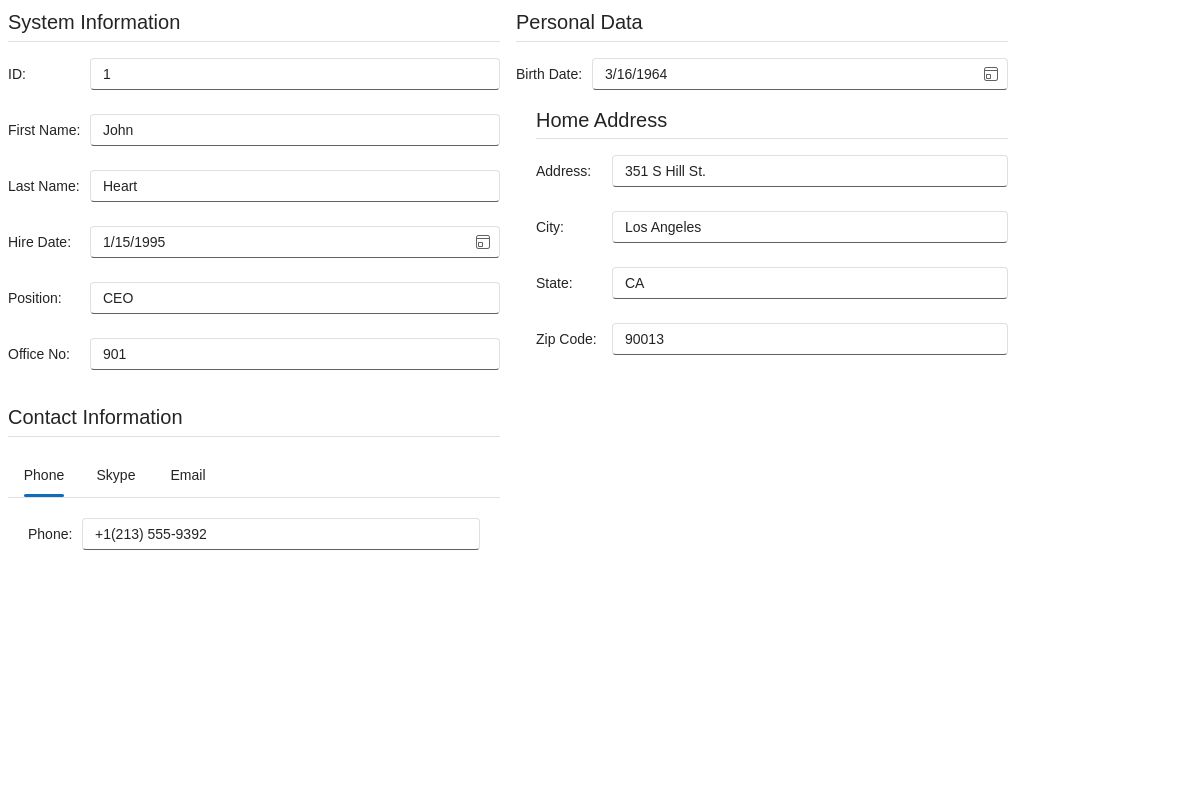 System Information
ID: 1
First Name: John
Last Name: Heart
Hire Date: 1/15/1995
Position: CEO
Office No: 901
Contact Information
Phone Skype Email
Phone: +1(213) 555-9392
Personal Data
Birth Date: 3/16/1964
Home Address
Address: 351 S Hill St.
City: Los Angeles
State: CA
Zip Code: 90013